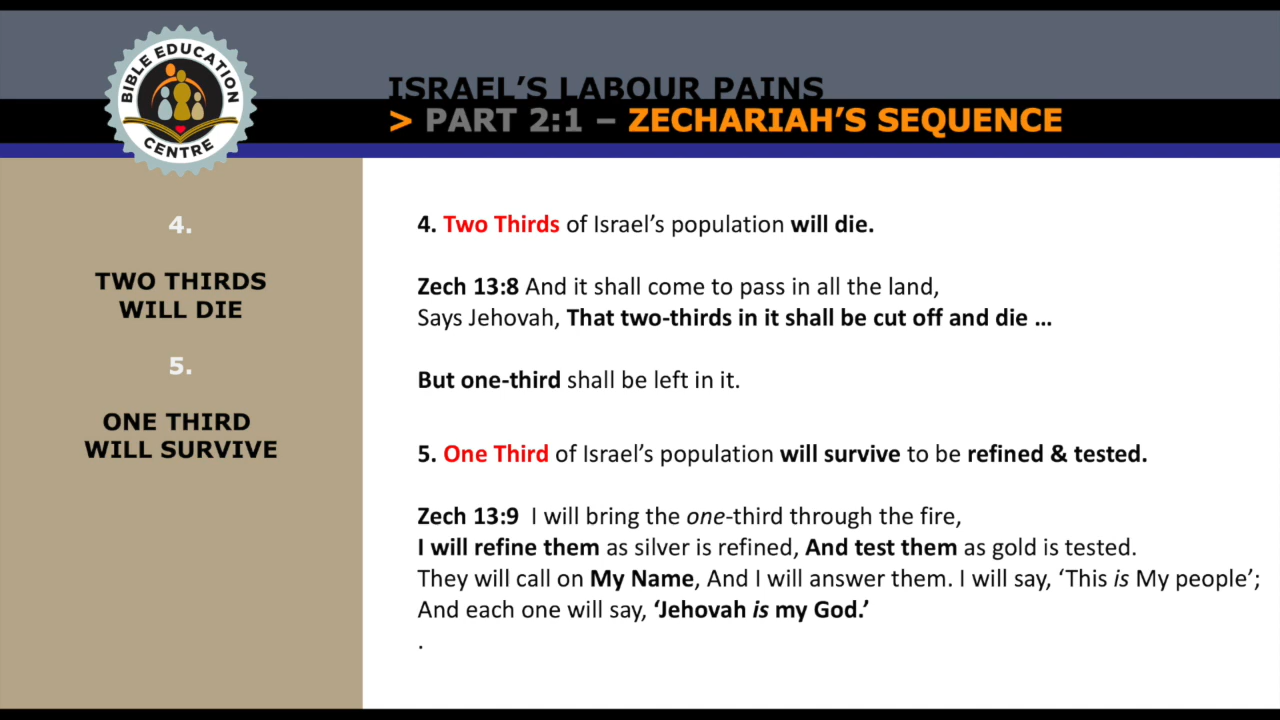 BIBLE EDUCATION
CENTRE
ISRAEL'S LABOUR PAINS
> PART 2:1 – ZECHARIAH'S SEQUENCE
4.
TWO THIRDS
WILL DIE
5.
ONE THIRD
WILL SURVIVE
4. Two Thirds of Israel's population will die.
Zech 13:8 And it shall come to pass in all the land,
Says Jehovah, That two-thirds in it shall be cut off and die ...
But one-third shall be left in it.
5. One Third of Israel's population will survive to be refined & tested.
Zech 13:9  I will bring the one-third through the fire,
I will refine them as silver is refined, And test them as gold is tested.
They will call on My Name, And I will answer them. I will say, ‘This is My people’;
And each one will say, ‘Jehovah is my God.’
.